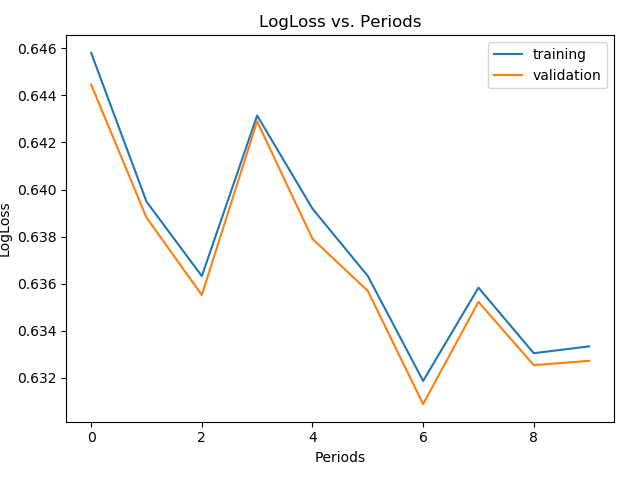 LogLoss vs. Periods
training
validation
0.646
0.644
0.642
0.640
0.638
0.636
0.634
0.632
LogLoss
0 2 4 6 8
Periods